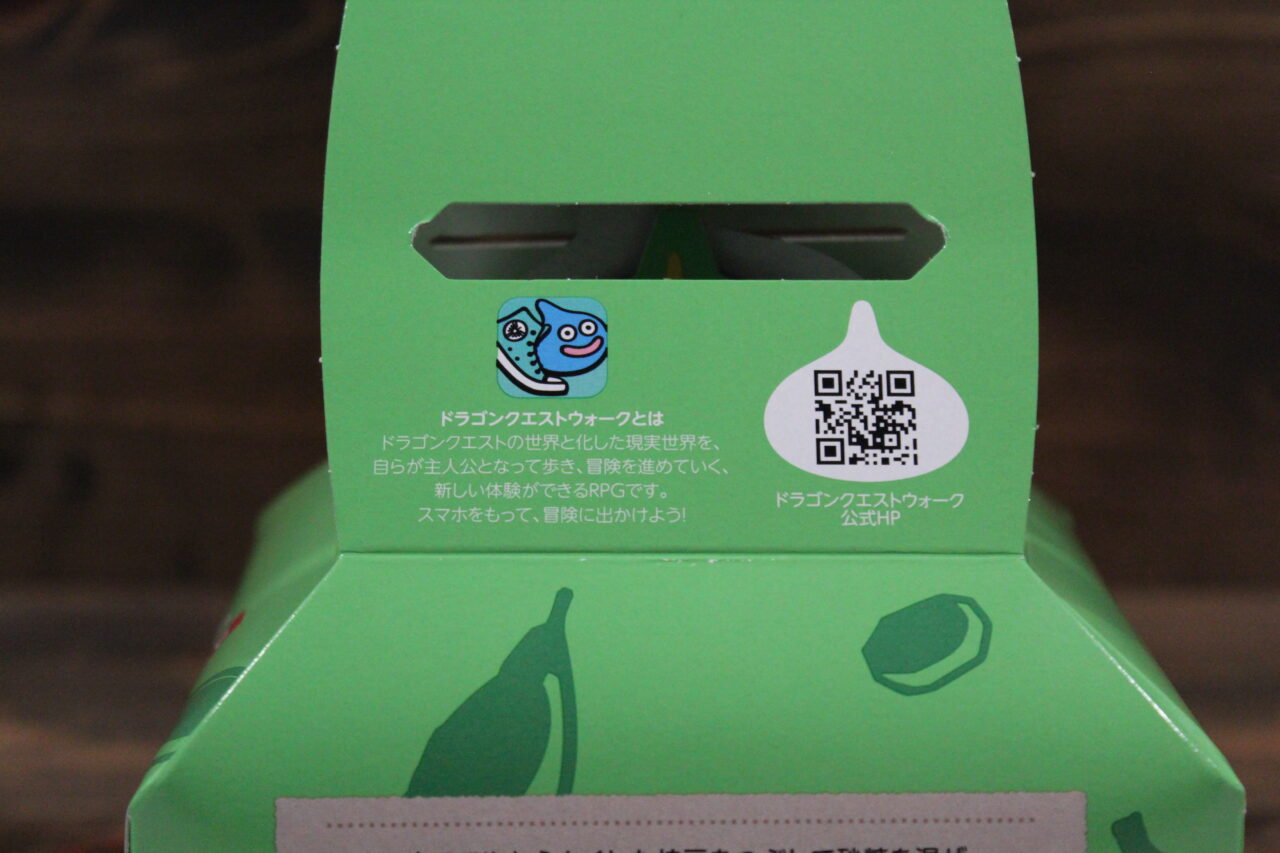 ドラゴンクエストウォークとは
ドラゴンクエストの世界と化した現実世界を、
自らが主人公となって歩き、冒険を進めていく、
新しい体験ができるRPGです。
スマホをもって、冒険に出かけよう!
ドラゴンクエストウォーク
公式HP